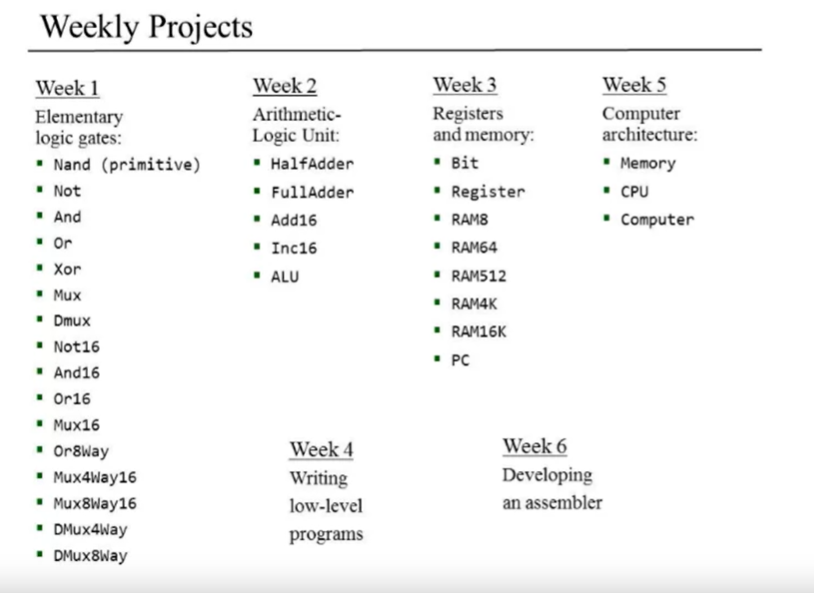 Weekly Projects
Week 1
Elementary
logic gates:
▪ Nand (primitive)
▪ Not
▪ And
▪ Or
▪ Xor
▪ Mux
▪ Dmux
▪ Not16
▪ And16
▪ Or16
▪ Mux16
▪ Or8Way
▪ Mux4Way16
▪ Mux8Way16
▪ DMux4Way
▪ DMux8Way
Week 2
Arithmetic-
Logic Unit:
▪ HalfAdder
▪ FullAdder
▪ Add16
▪ Inc16
▪ ALU
Week 3
Registers
and memory:
▪ Bit
▪ Register
▪ RAM8
▪ RAM64
▪ RAM512
▪ RAM4K
▪ RAM16K
▪ PC
Week 5
Computer
architecture:
▪ Memory
▪ CPU
▪ Computer
Week 4
Writing
low-level
programs
Week 6
Developing
an assembler